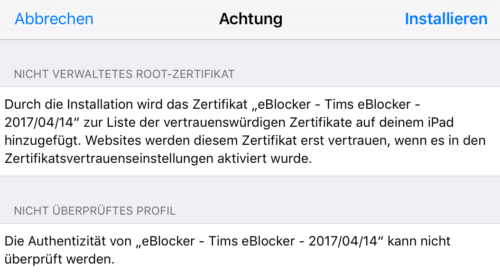 Abbrechen Achtung Installieren
NICHT VERWALTETES ROOT-ZERTIFIKAT
Durch die Installation wird das Zertifikat „eBlocker - Tims eBlocker -
2017/04/14“ zur Liste der vertrauenswürdigen Zertifikate auf deinem iPad
hinzugefügt. Websites werden diesem Zertifikat erst vertrauen, wenn es in den
Zertifikatsvertrauenseinstellungen aktiviert wurde.
NICHT ÜBERPRÜFTES PROFIL
Die Authentizität von „eBlocker - Tims eBlocker - 2017/04/14“ kann nicht
überprüft werden.